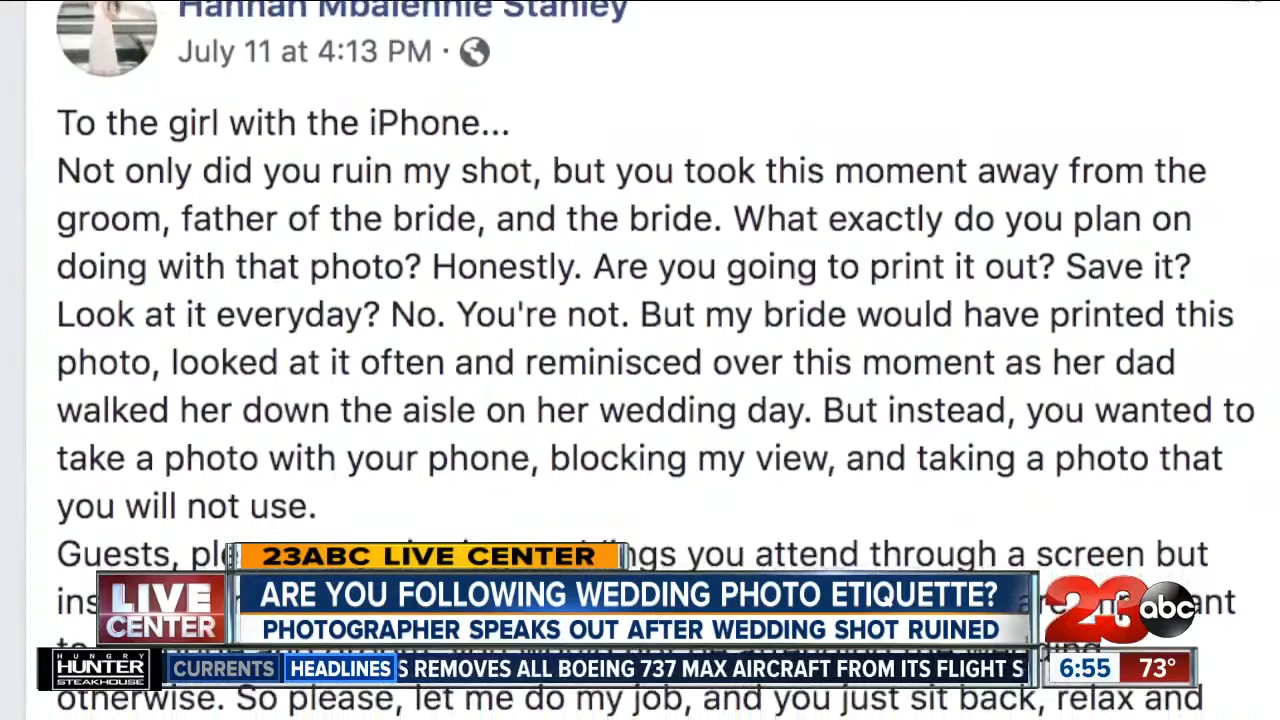 Hannah Mbalennie Stanley
July 11 at 4:13 PM ·
To the girl with the iPhone...
Not only did you ruin my shot, but you took this moment away from the
groom, father of the bride, and the bride. What exactly do you plan on
doing with that photo? Honestly. Are you going to print it out? Save it?
Look at it everyday? No. You're not. But my bride would have printed this
photo, looked at it often and reminisced over this moment as her dad
walked her down the aisle on her wedding day. But instead, you wanted to
take a photo with your phone, blocking my view, and taking a photo that
you will not use.
Guests, you attend through a screen but
23ABC LIVE CENTER
LIVE CENTER
ARE YOU FOLLOWING WEDDING PHOTO ETIQUETTE?
PHOTOGRAPHER SPEAKS OUT AFTER WEDDING SHOT RUINED
23 abc
HUNGRY
HUNTER
STEAKHOUSE
CURRENTS HEADLINES S REMOVES ALL BOEING 737 MAX AIRCRAFT FROM ITS FLIGHT S
6:55 73°
otherwise. So please, let me do my job, and you just sit back, relax and